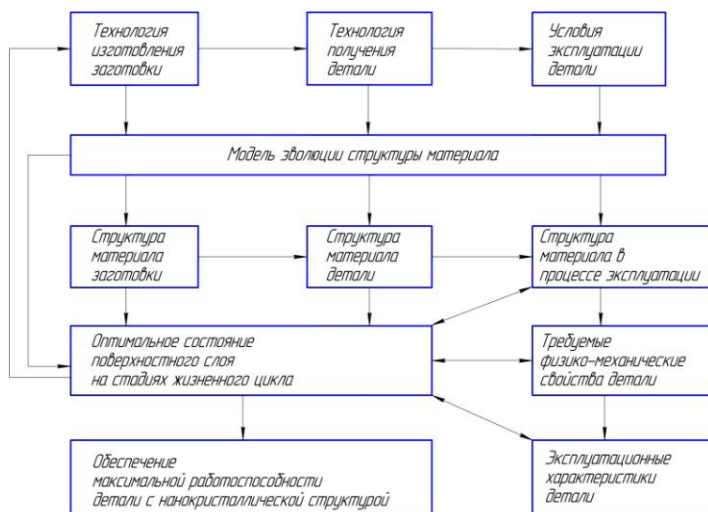 Технология
изготовления
заготовки
Технология
получения
детали
Условия
эксплуатации
детали
Модель эволюции структуры материала
Структура
материала
заготовки
Структура
материала
детали
Структура
материала в
процессе эксплуатации
Оптимальное состояние
поверхностного слоя
на стадиях жизненного цикла
Требуемые
физико-механические
свойства детали
Обеспечение
максимальной работоспособности
детали с нанокристаллической структурой
Эксплуатационные
характеристики
детали